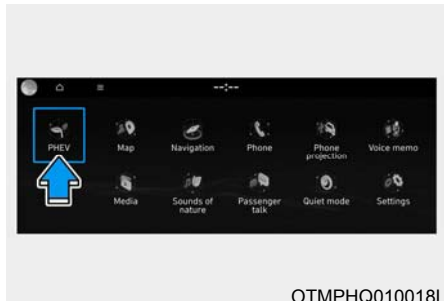 --:--
PHEV
Map
Navigation
Phone
Phone
projection
Voice memo
Media
Sounds of
nature
Passenger
talk
Quiet mode
Settings
OTMPHQ010018L